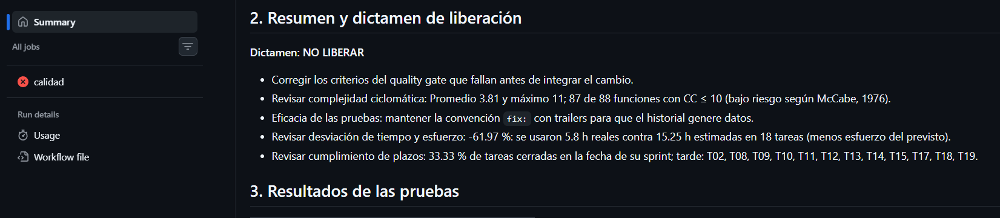 Summary
All jobs
calidad
Run details
Usage
Workflow file
2. Resumen y dictamen de liberación
Dictamen: NO LIBERAR
Corregir los criterios del quality gate que fallan antes de integrar el cambio.
Revisar complejidad ciclomática: Promedio 3.81 y máximo 11; 87 de 88 funciones con CC ≤ 10 (bajo riesgo según McCabe, 1976).
Eficacia de las pruebas: mantener la convención fix: con trailers para que el historial genere datos.
Revisar desviación de tiempo y esfuerzo: -61.97 %: se usaron 5.8 h reales contra 15.25 h estimadas en 18 tareas (menos esfuerzo del previsto).
Revisar cumplimiento de plazos: 33.33 % de tareas cerradas en la fecha de su sprint; tarde: T02, T08, T09, T10, T11, T12, T13, T14, T15, T17, T18, T19.
3. Resultados de las pruebas